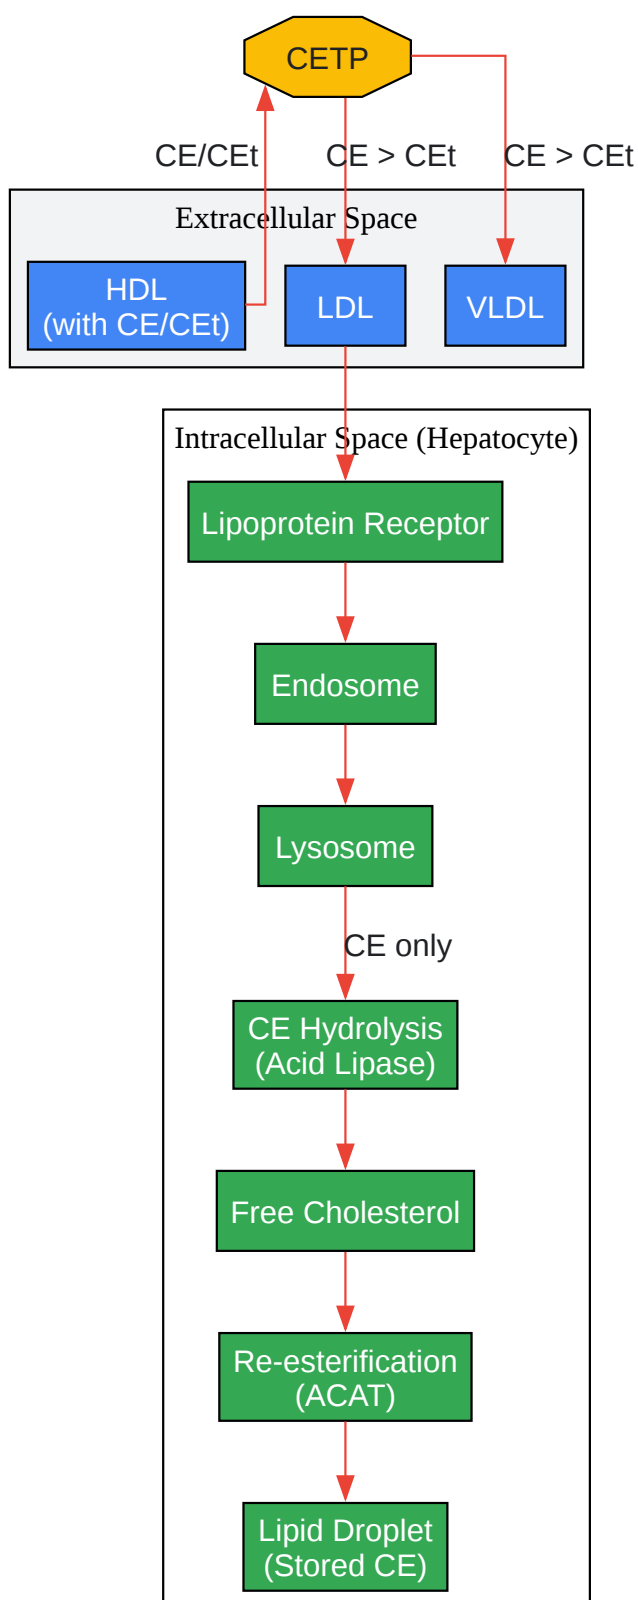 CETP
CE/CEt
CE > CEt
CE > CEt
Extracellular Space
HDL
(with CE/CEt)
LDL
VLDL
Intracellular Space (Hepatocyte)
Lipoprotein Receptor
Endosome
Lysosome
CE only
CE Hydrolysis
(Acid Lipase)
Free Cholesterol
Re-esterification
(ACAT)
Lipid Droplet
(Stored CE)